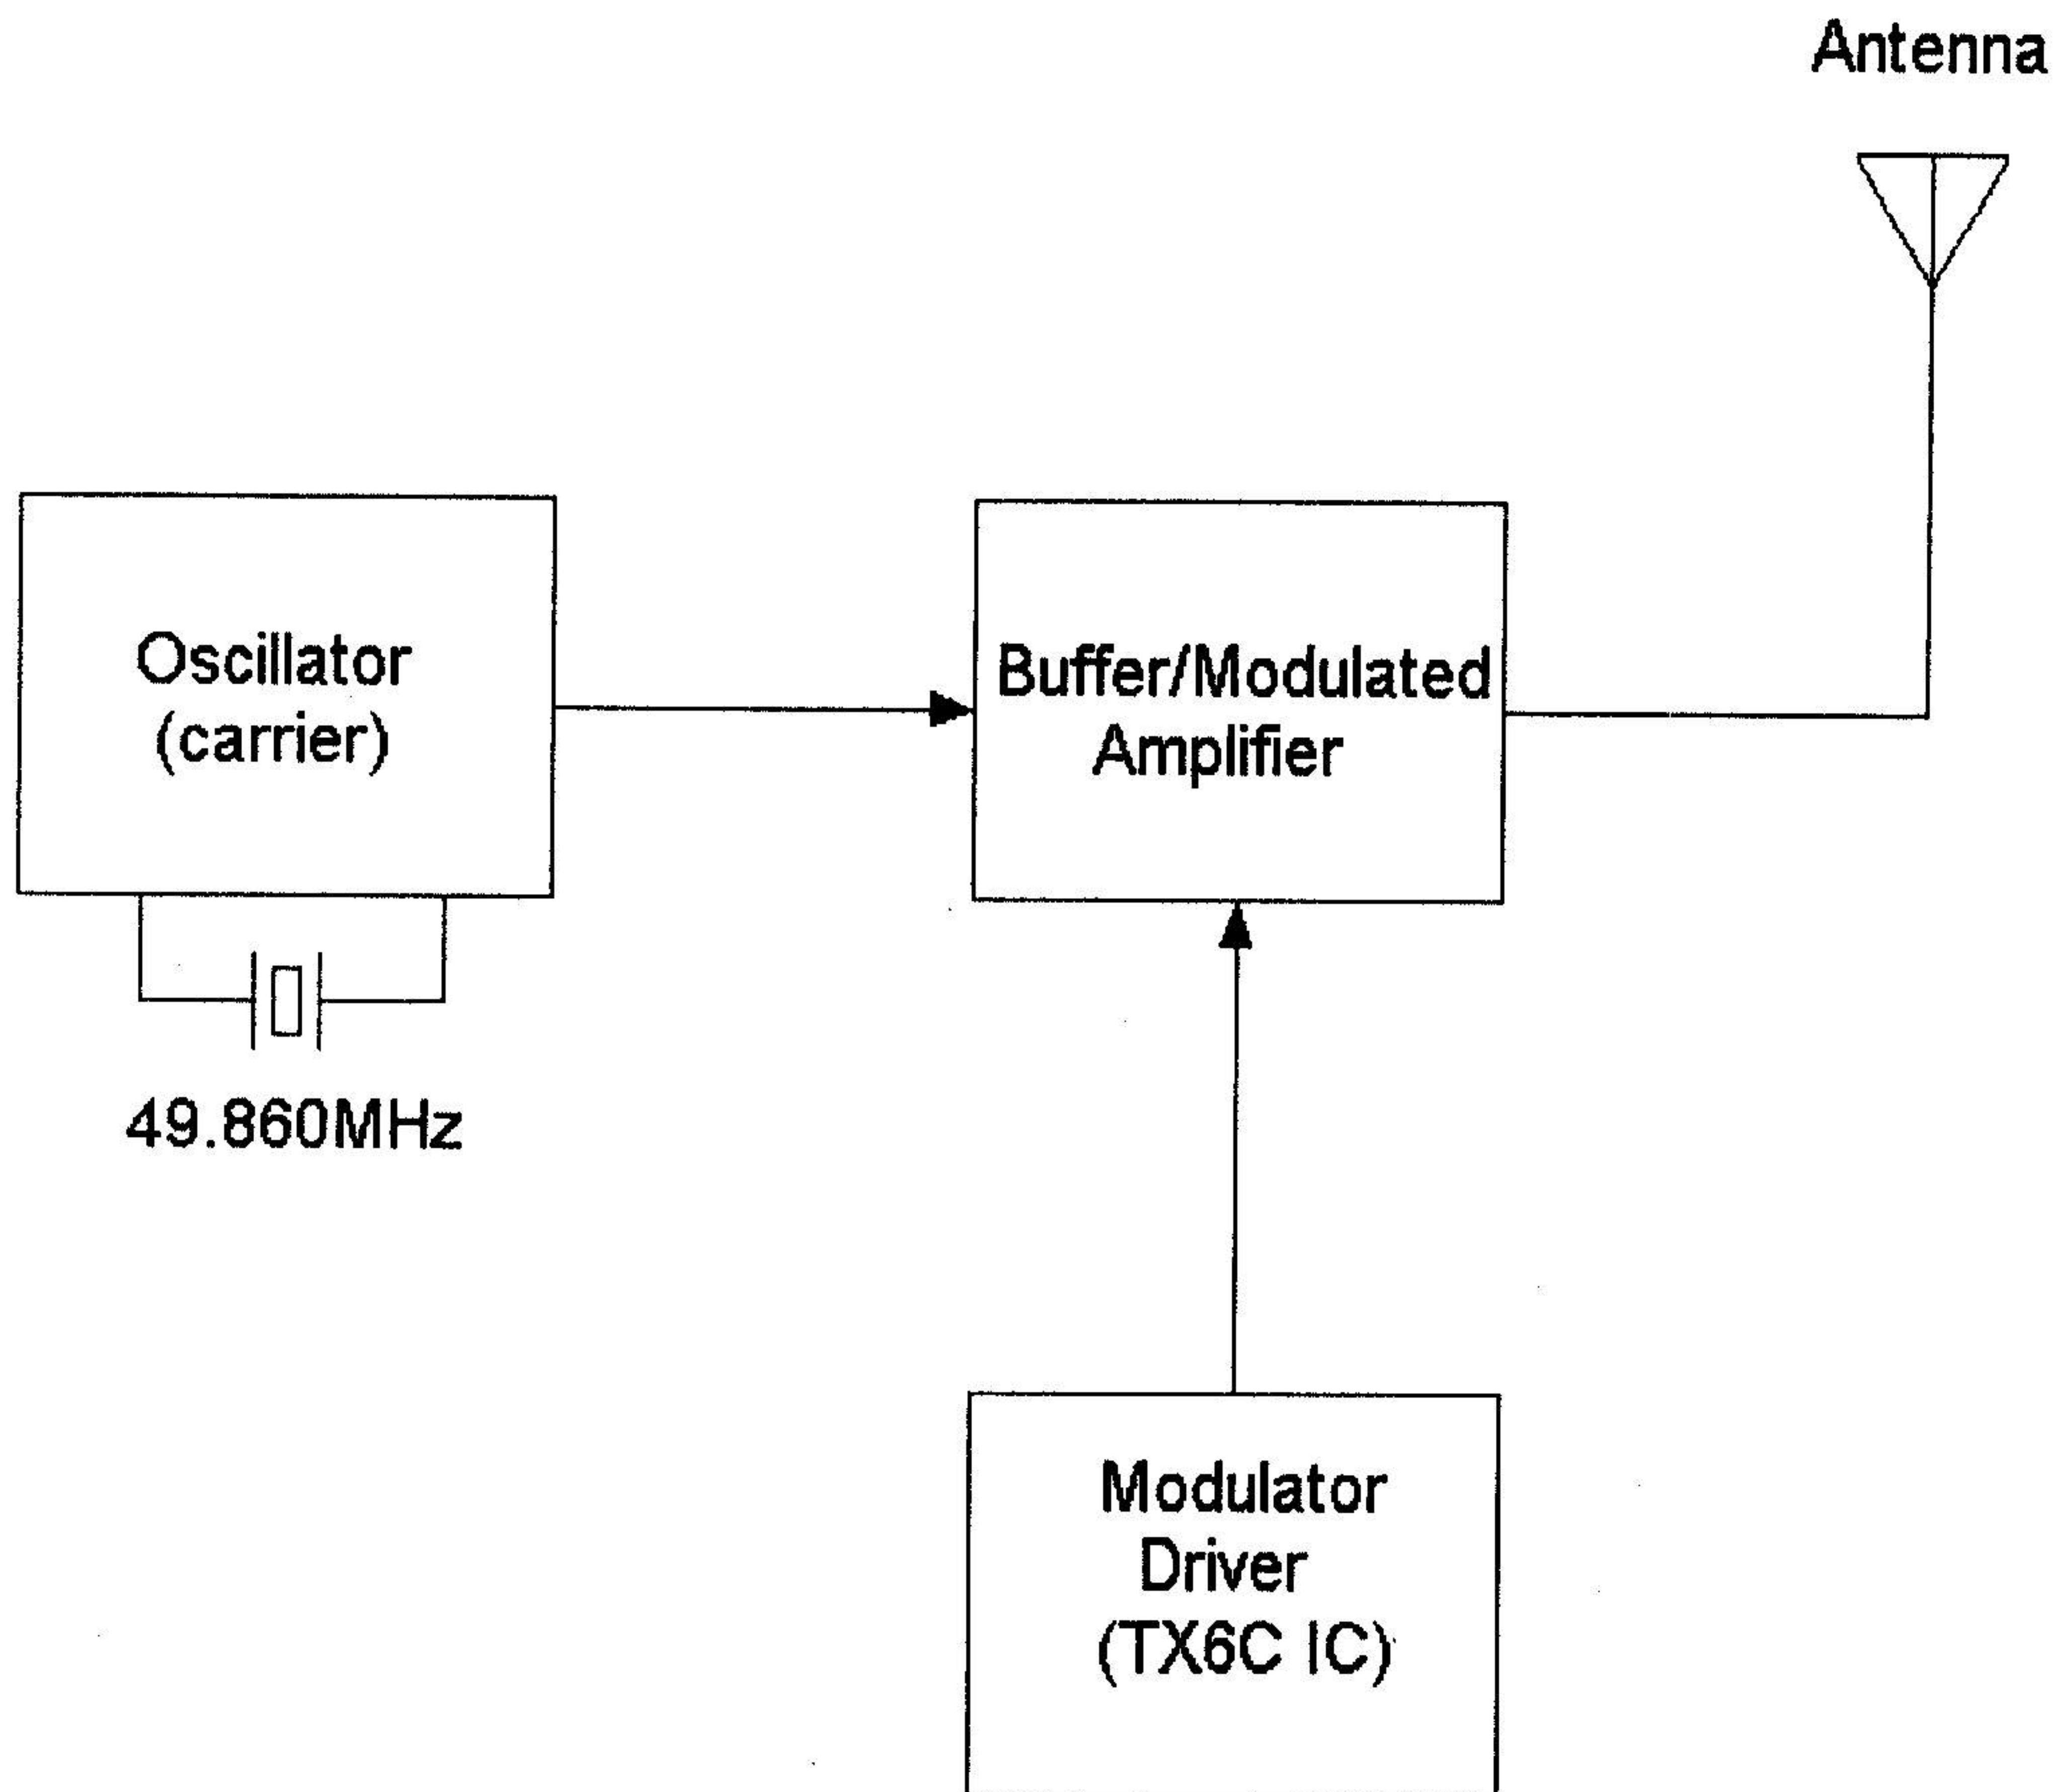 Antenna
Oscillator
(carrier)
Buffer/Modulated
Amplifier
49.860MHz
Modulator
Driver
(TX6C IC)